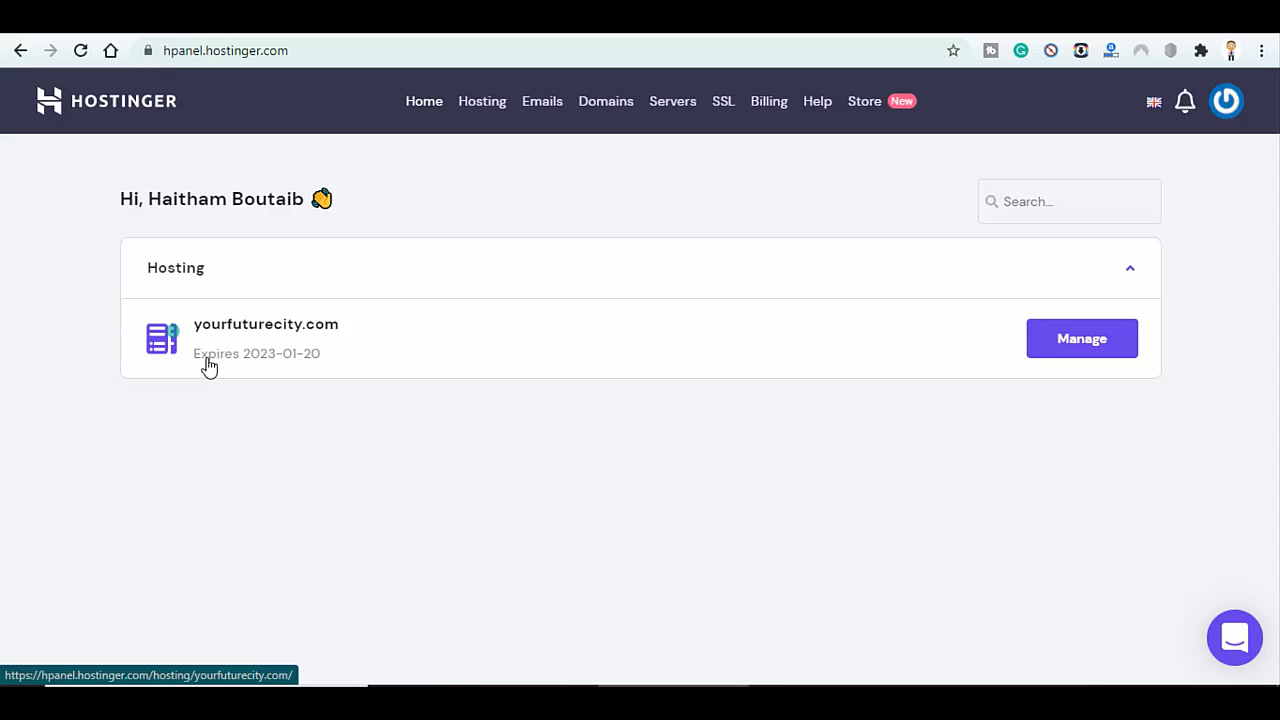 hpanel.hostinger.com
HOSTINGER
Home Hosting Emails Domains Servers SSL Billing Help Store New
Hi, Haitham Boutaib
Search...
Hosting
yourfuturecity.com
Expires 2023-01-20
Manage
https://hpanel.hostinger.com/hosting/yourfuturecity.com/